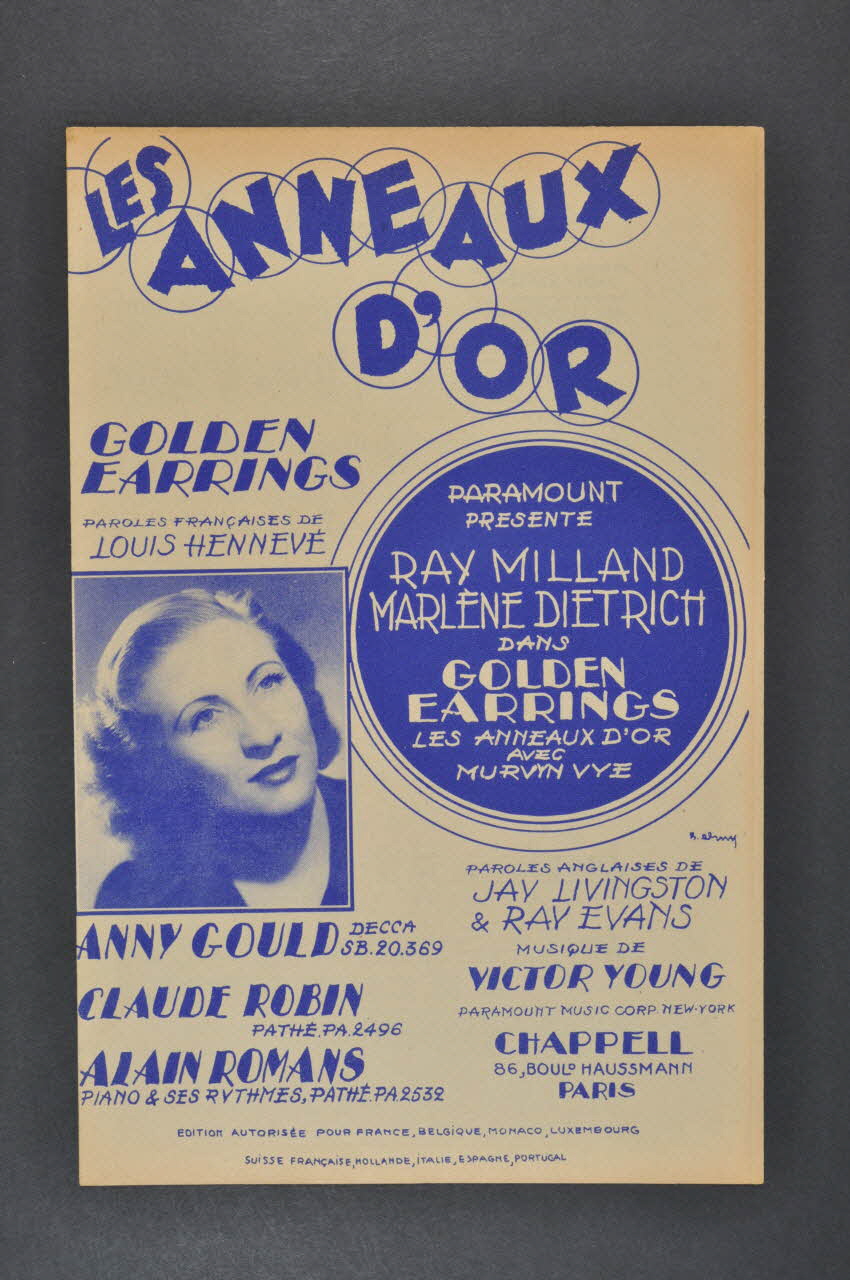 LES ANNEAUX
D'OR
GOLDEN
EARRINGS
PAROLES FRANÇAISES DE
LOUIS HENNEVÉ
PARAMOUNT
PRESENTE
RAY MILLAND
MARLÈNE DIETRICH
DANS
GOLDEN
EARRINGS
LES ANNEAUX D'OR
AVEC
MURVYN VYE
ANNY GOULD DECCA
SB.20.369
CLAUDE ROBIN
PATHÉ.PA.2496
ALAIN ROMANS
PIANO & SES RYTHMES, PATHÉ.PA.2532
PAROLES ANGLAISES DE
JAY LIVINGSTON
& RAY EVANS
MUSIQUE DE
VICTOR YOUNG
PARAMOUNT MUSIC CORP. NEW-YORK
CHAPPELL
86, BOULD HAUSSMANN
PARIS
EDITION AUTORISÉE POUR FRANCE, BELGIQUE, MONACO, LUXEMBOURG
SUISSE FRANÇAISE, HOLLANDE, ITALIE, ESPAGNE, PORTUGAL